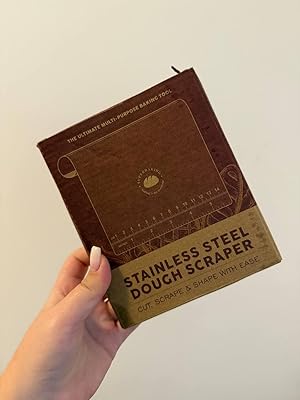 THE ULTIMATE MULTI-PURPOSE BAKING TOOL
STAINLESS STEEL
DOUGH SCRAPER
CUT, SCRAPE & SHAPE WITH EASE